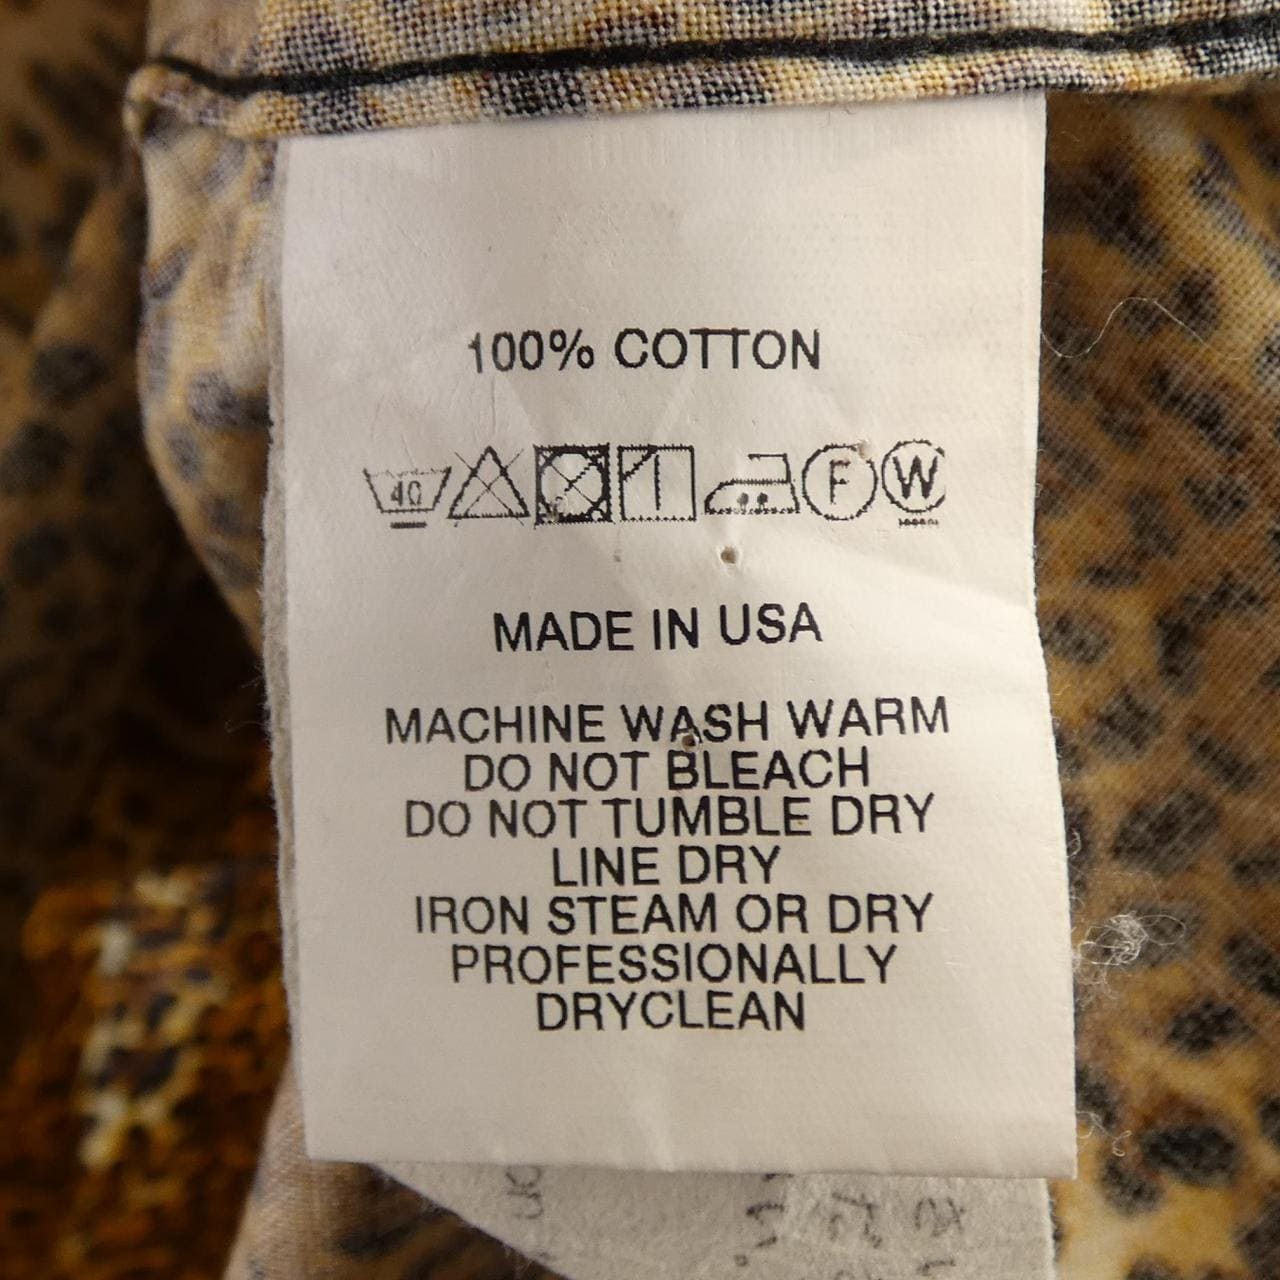 100% COTTON
40 F W
MADE IN USA
MACHINE WASH WARM
DO NOT BLEACH
DO NOT TUMBLE DRY
LINE DRY
IRON STEAM OR DRY
PROFESSIONALLY
DRYCLEAN